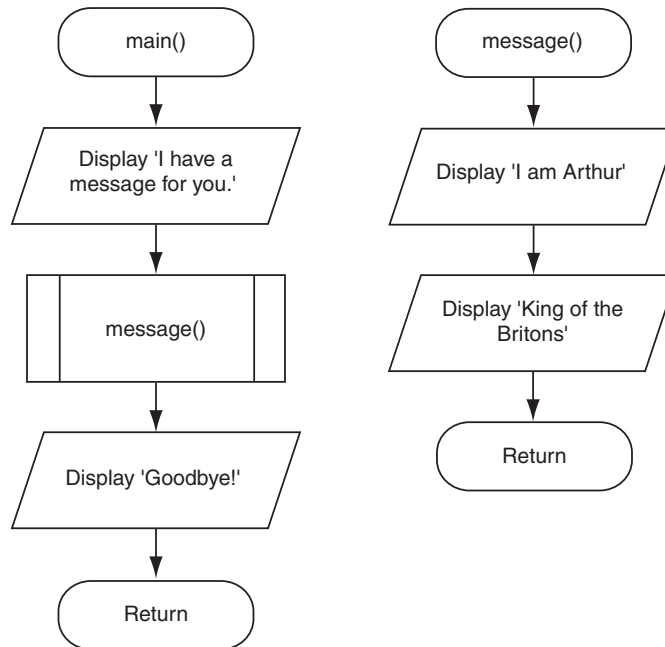 main()
Display 'I have a
message for you.'
message()
Display 'Goodbye!'
Return
message()
Display 'I am Arthur'
Display 'King of the
Britons'
Return